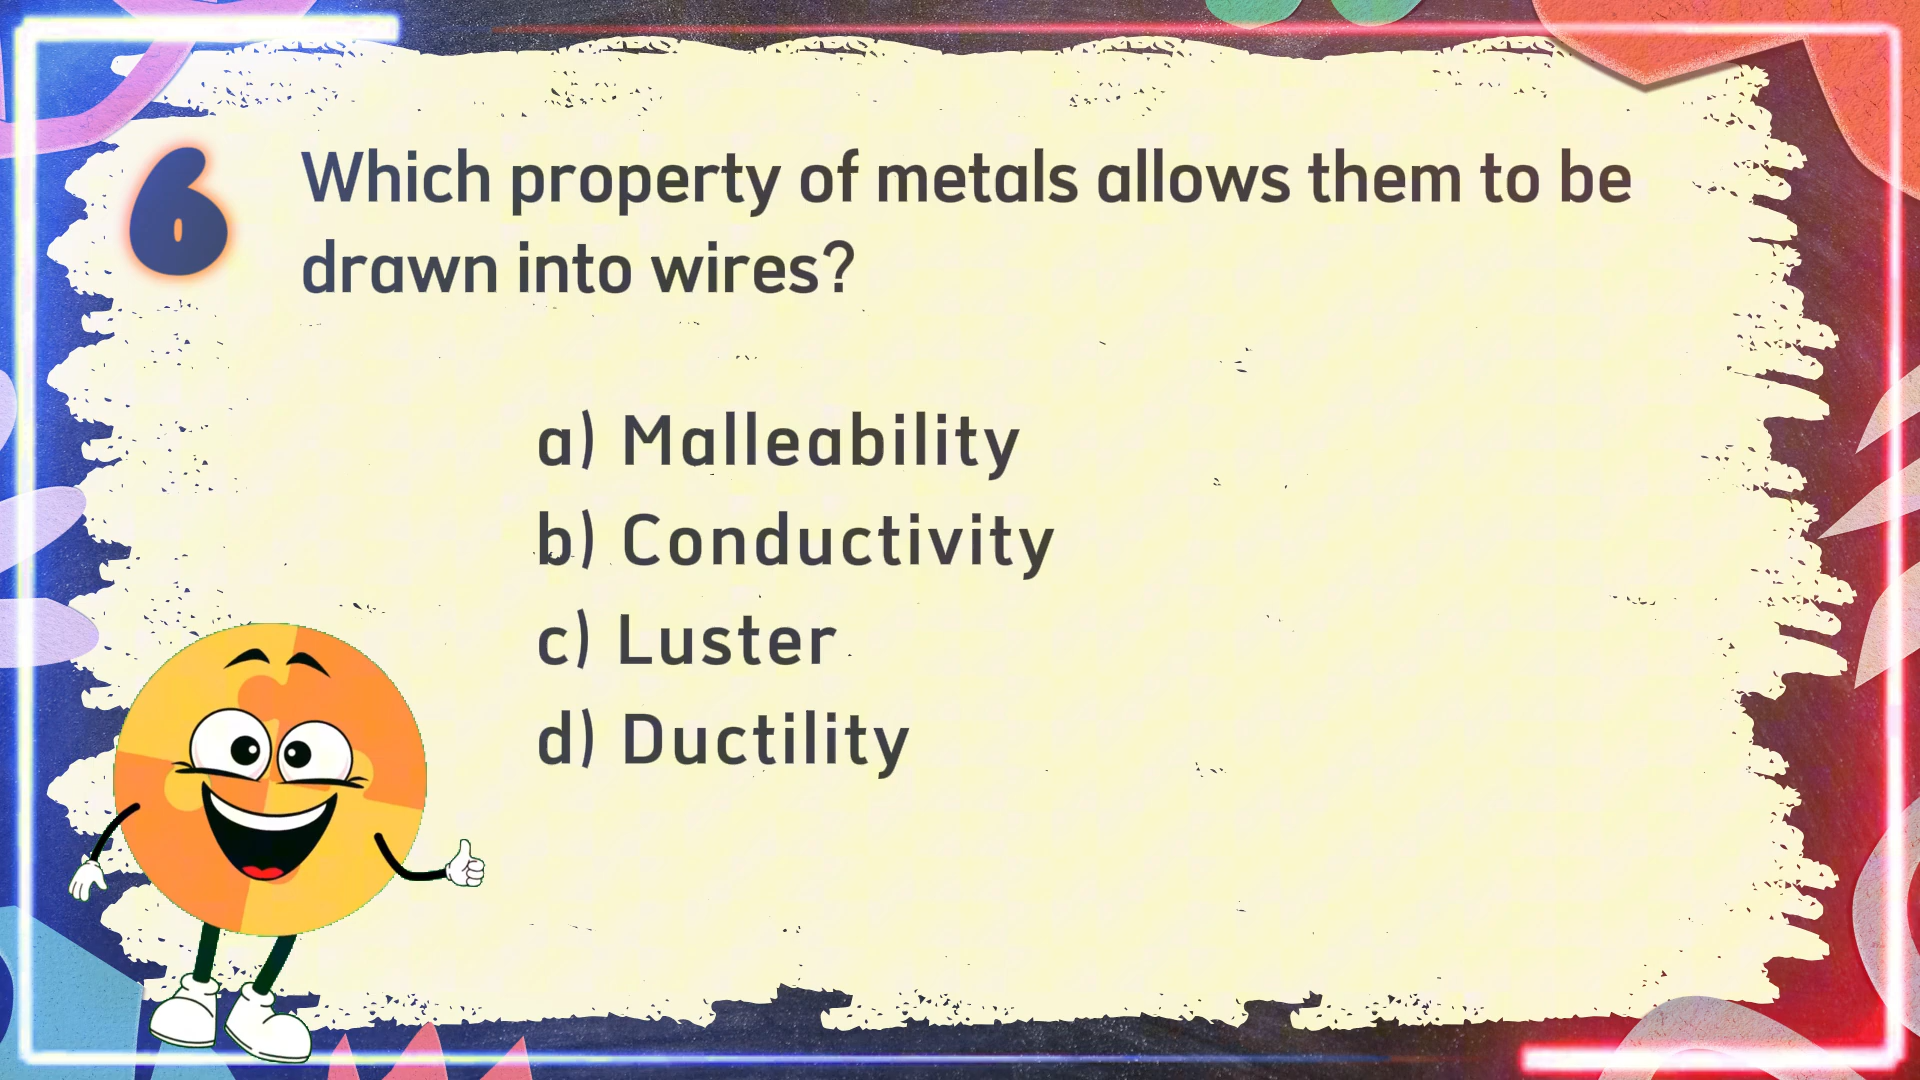 6
Which property of metals allows them to be
drawn into wires?
a) Malleability
b) Conductivity
c) Luster
d) Ductility